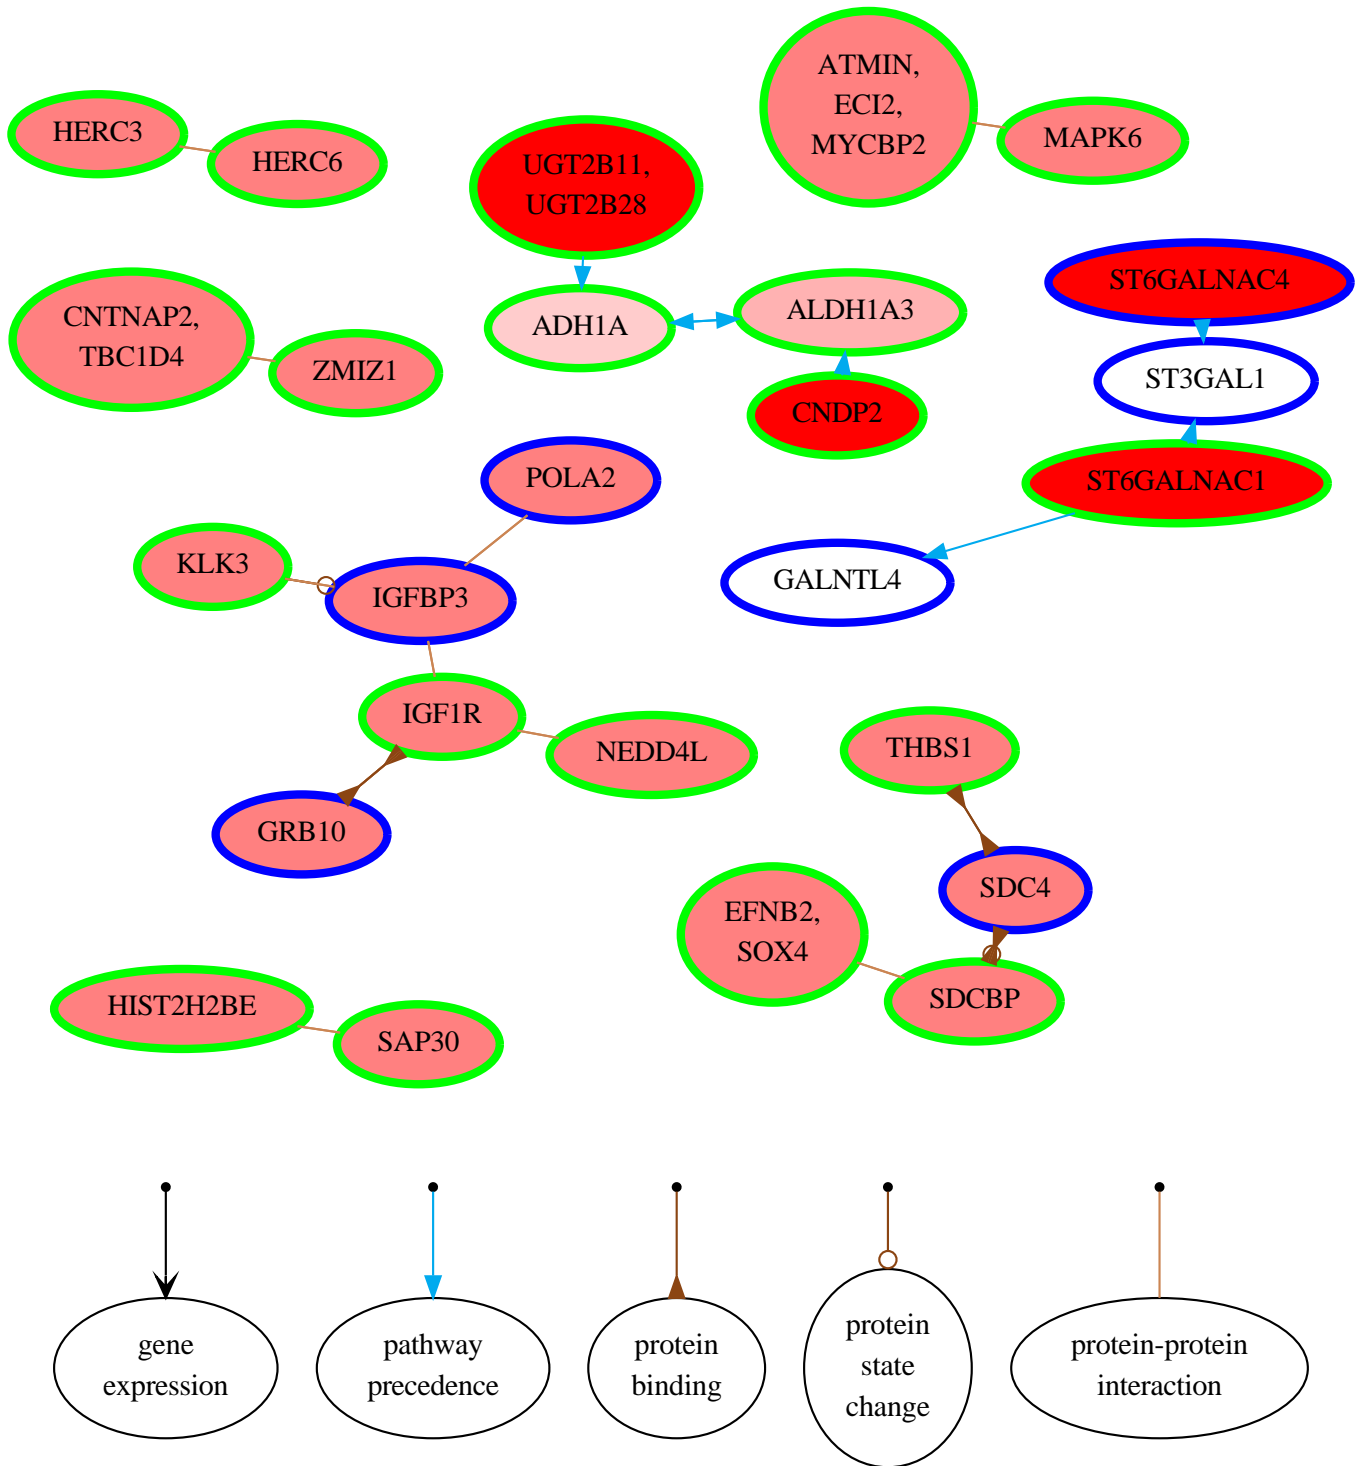 ATMIN,
ECI2,
MYCBP2
HERC3
MAPK6
HERC6
UGT2B11,
UGT2B28
ST6GALNAC4
CNTNAP2,
TBC1D4
ADH1A
ALDH1A3
ZMIZ1
ST3GAL1
CNDP2
POLA2
ST6GALNAC1
KLK3
IGFBP3
GALNTL4
IGF1R
NEDD4L
THBS1
GRB10
SDC4
EFNB2,
SOX4
SDCBP
HIST2H2BE
SAP30
gene
expression
pathway
precedence
protein
binding
protein
state
change
protein-protein
interaction